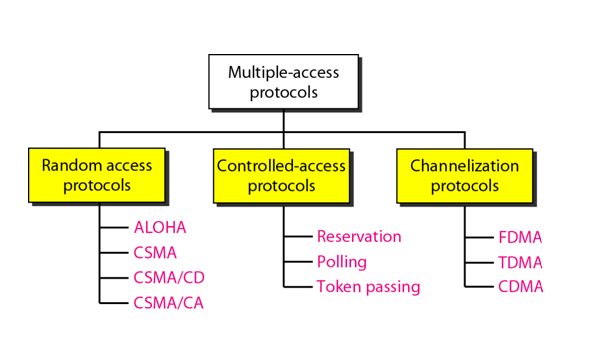 Multiple-access
protocols
Random access
protocols
Controlled-access
protocols
Channelization
protocols
ALOHA
CSMA
CSMA/CD
CSMA/CA
Reservation
Polling
Token passing
FDMA
TDMA
CDMA